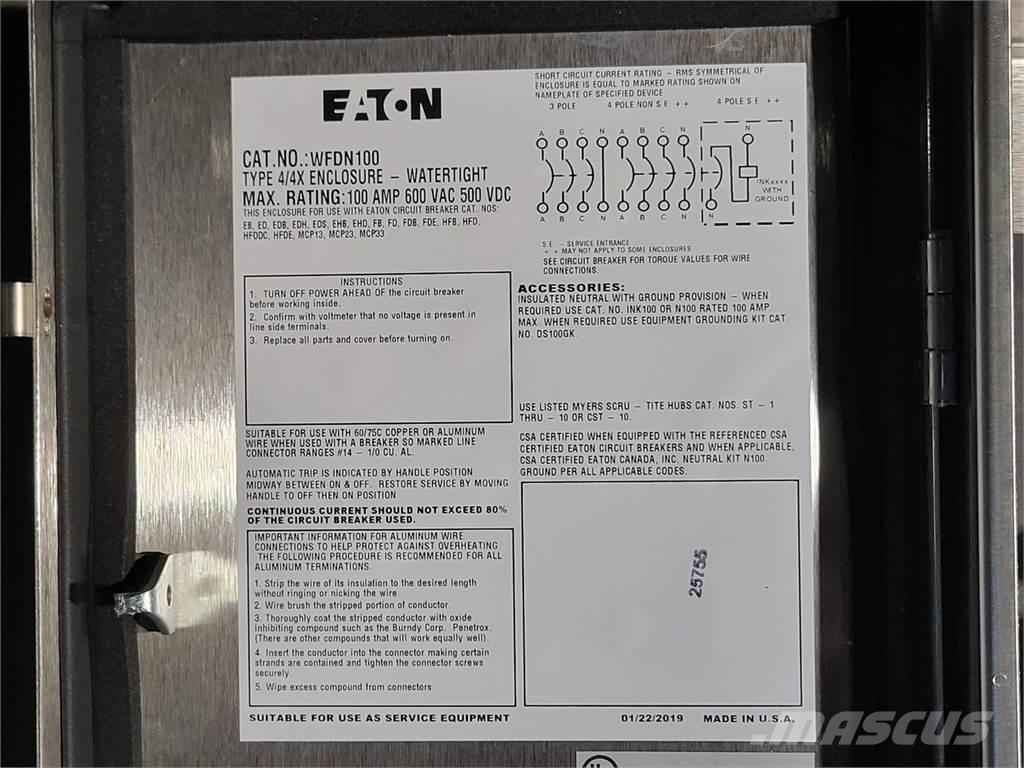 EATON
CAT.NO.:WFDN100
TYPE 4/4X ENCLOSURE – WATERTIGHT
MAX. RATING:100 AMP 600 VAC 500 VDC
THIS ENCLOSURE FOR USE WITH EATON CIRCUIT BREAKER CAT. NOS:
EB, ED, EDB, EDH, EDS, EHB, EHD, FB, FD, FDB, FDE, HFB, HFD,
HFDDC, HFDE, MCP13, MCP23, MCP33
INSTRUCTIONS
1. TURN OFF POWER AHEAD OF the circuit breaker
before working inside.
2. Confirm with voltmeter that no voltage is present in
line side terminals.
3. Replace all parts and cover before turning on.
SUITABLE FOR USE WITH 60/75C COPPER OR ALUMINUM
WIRE WHEN USED WITH A BREAKER SO MARKED LINE
CONNECTOR RANGES #14 – 1/0 CU. AL.
AUTOMATIC TRIP IS INDICATED BY HANDLE POSITION
MIDWAY BETWEEN ON & OFF. RESTORE SERVICE BY MOVING
HANDLE TO OFF THEN ON POSITION
CONTINUOUS CURRENT SHOULD NOT EXCEED 80%
OF THE CIRCUIT BREAKER USED.
IMPORTANT INFORMATION FOR ALUMINUM WIRE
CONNECTIONS TO HELP PROTECT AGAINST OVERHEATING.
THE FOLLOWING PROCEDURE IS RECOMMENDED FOR ALL
ALUMINUM TERMINALS:
1. Strip the wire of its insulation to the desired length
without ringing or nicking the wire
2. Wire brush the stripped portion of conductor.
3. Thoroughly coat the stripped conductor with oxide
inhibiting compound such as the Burndy Corp. Penetrox.
(There are other compounds that will work equally well).
4. Insert the conductor into the connector making certain
strands are contained and tighten the connector screws
securely.
5. Wipe excess compound from connectors.
SUITABLE FOR USE AS SERVICE EQUIPMENT
SHORT CIRCUIT CURRENT RATING – RMS SYMMETRICAL OF
ENCLOSURE IS EQUAL TO MARKED RATING SHOWN ON
NAMEPLATE OF SPECIFIED DEVICE
3 POLE 4 POLE NON S.E. ++ 4 POLE S.E. ++
A B C N A B C N N
INKxxxx
WITH
GROUND
A B C N A B C N N
S.E. – SERVICE ENTRANCE
++ MAY NOT APPLY TO SOME ENCLOSURES
SEE CIRCUIT BREAKER FOR TORQUE VALUES FOR WIRE
CONNECTIONS.
ACCESSORIES:
INSULATED NEUTRAL WITH GROUND PROVISION – WHEN
REQUIRED USE CAT. NO. INK100 OR N100 RATED 100 AMP
MAX. WHEN REQUIRED USE EQUIPMENT GROUNDING KIT CAT.
NO. DS100GK.
USE LISTED MYERS SCRU – TITE HUBS CAT. NOS. ST – 1
THRU – 10 OR CST – 10.
CSA CERTIFIED WHEN EQUIPPED WITH THE REFERENCED CSA
CERTIFIED EATON CIRCUIT BREAKERS AND WHEN APPLICABLE,
CSA CERTIFIED EATON CANADA, INC. NEUTRAL KIT N100.
GROUND PER ALL APPLICABLE CODES.
25755
01/22/2019 MADE IN U.S.A.
MASCUS